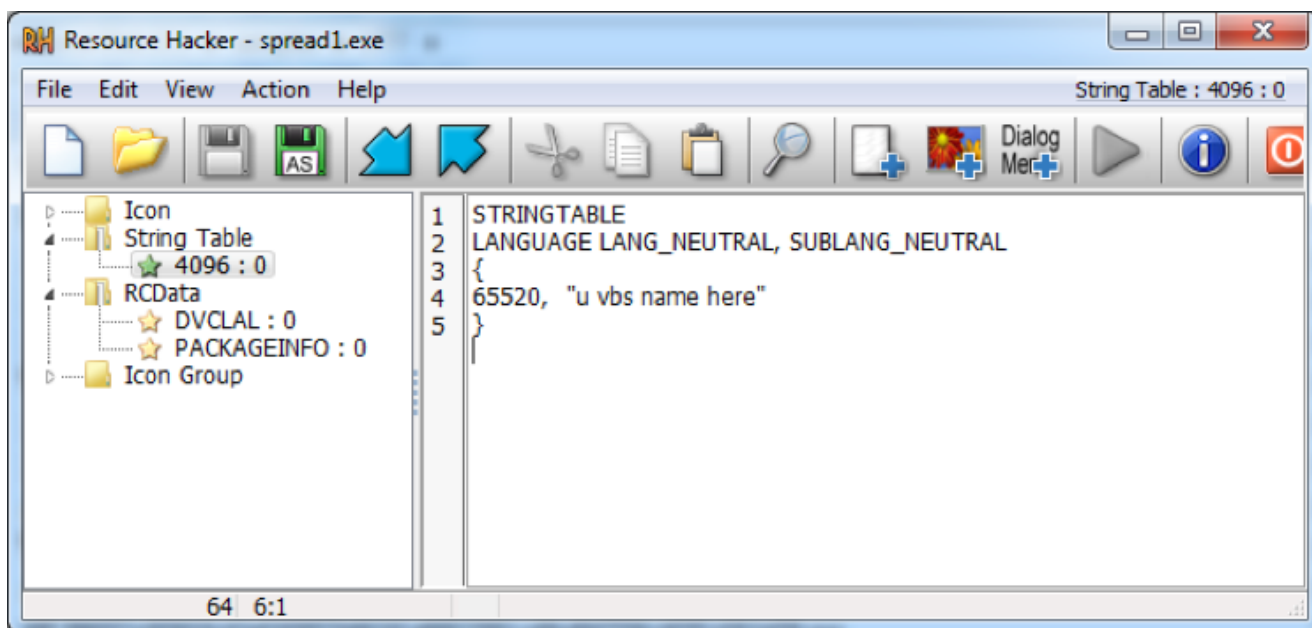 Resource Hacker - spread1.exe
File Edit View Action Help
String Table : 4096 : 0
AS
Dialog
Icon
String Table
4096 : 0
RCData
DVCLAL : 0
PACKAGEINFO : 0
Icon Group
1 STRINGTABLE
2 LANGUAGE LANG_NEUTRAL, SUBLANG_NEUTRAL
3 {
4 65520, "u vbs name here"
5 }
64 6:1